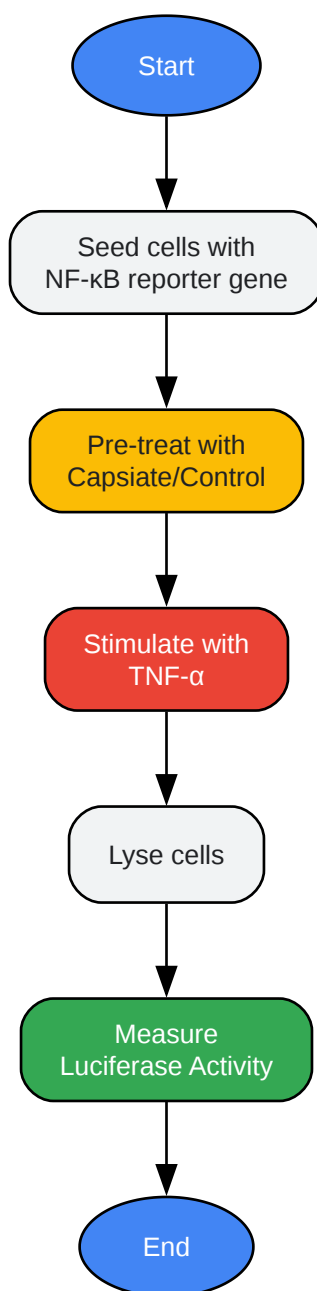 Start
Seed cells with
NF-κB reporter gene
Pre-treat with
Capsiate/Control
Stimulate with
TNF-α
Lyse cells
Measure
Luciferase Activity
End